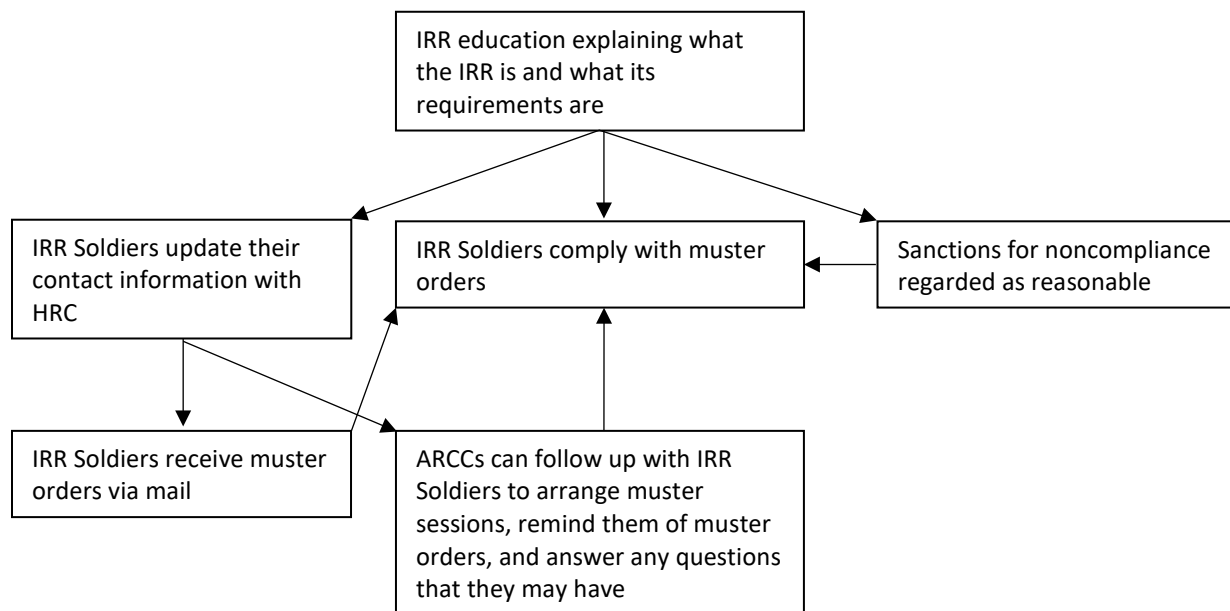 IRR education explaining what
the IRR is and what its
requirements are
IRR Soldiers update their
contact information with
HRC
IRR Soldiers comply with muster
orders
Sanctions for noncompliance
regarded as reasonable
IRR Soldiers receive muster
orders via mail
ARCCs can follow up with IRR
Soldiers to arrange muster
sessions, remind them of muster
orders, and answer any questions
that they may have